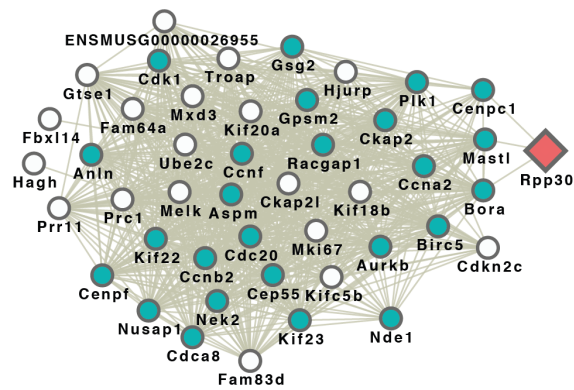 ENSMUSG00000026955
Gsg2
Cdk1
Troap
Hjurp
Gtse1
Plk1
Cenpc1
Mxd3
Fam64a
Kif20a
Gpsm2
Ckap2
Fbxl14
Mastl
Rpp30
Ube2c
Ccnf
Racgap1
Anln
Hagh
Ccna2
Ckap2l
Prr11
Prc1
Melk
Aspm
Kif18b
Bora
Kif22
Cdc20
Mki67
Birc5
Cdkn2c
Ccnb2
Aurkb
Cenpf
Cep55
Kifc5b
Nusap1
Nek2
Kif23
Nde1
Cdca8
Fam83d